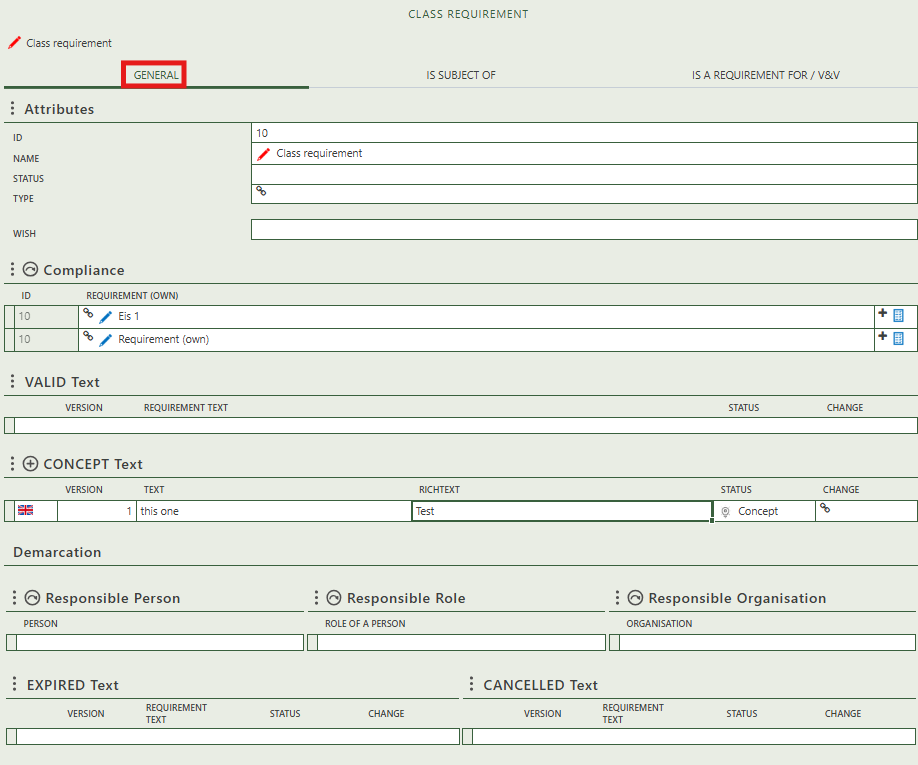 CLASS REQUIREMENT
Class requirement
GENERAL IS SUBJECT OF IS A REQUIREMENT FOR / V&V
Attributes
ID 10
NAME Class requirement
STATUS
TYPE
WISH
Compliance
ID REQUIREMENT (OWN)
10 Eis 1
10 Requirement (own)
VALID Text
VERSION REQUIREMENT TEXT STATUS CHANGE
CONCEPT Text
VERSION TEXT RICHTEXT STATUS CHANGE
1 this one Test Concept
Demarcation
Responsible Person Responsible Role Responsible Organisation
PERSON ROLE OF A PERSON ORGANISATION
EXPIRED Text CANCELLED Text
VERSION REQUIREMENT TEXT STATUS CHANGE VERSION REQUIREMENT TEXT STATUS CHANGE